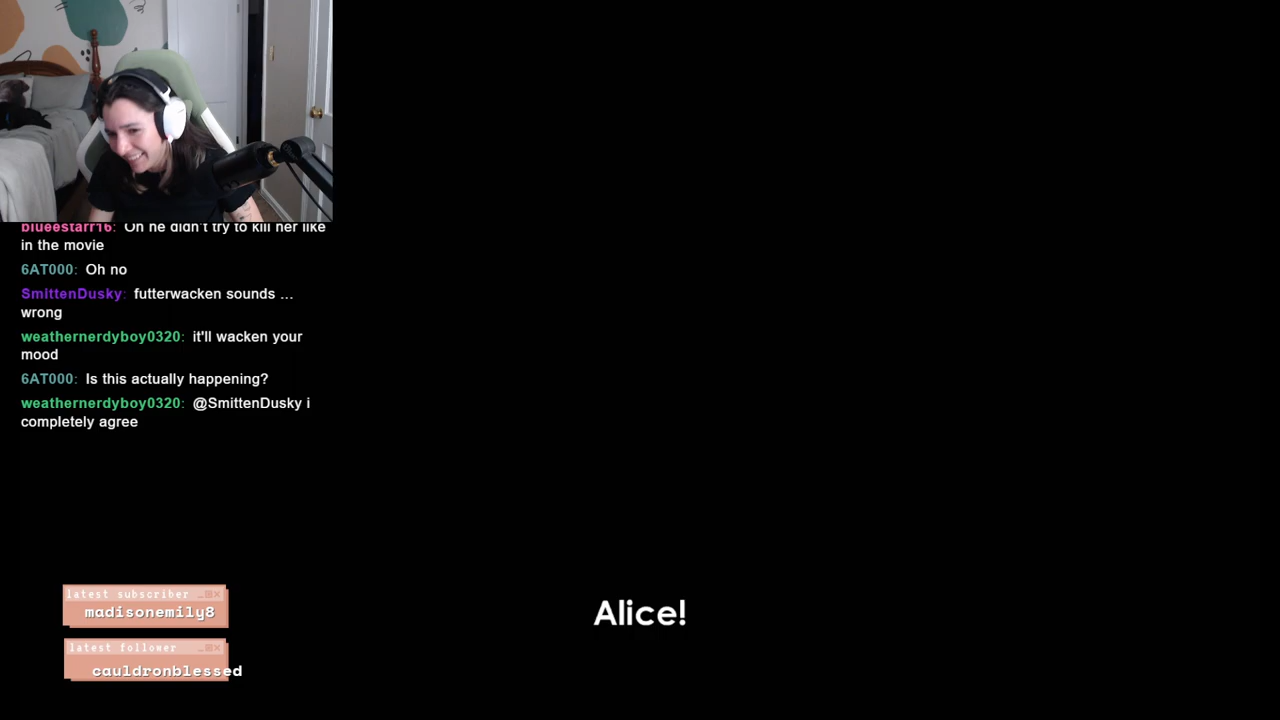 blueestarr16: Oh he didn't try to kill her like
in the movie
6AT000: Oh no
SmittenDusky: futterwacken sounds ...
wrong
weathernerdyboy0320: it'll wacken your
mood
6AT000: Is this actually happening?
weathernerdyboy0320: @SmittenDusky i
completely agree
latest subscriber
madisonemily8
Alice!
latest follower
cauldronblessed